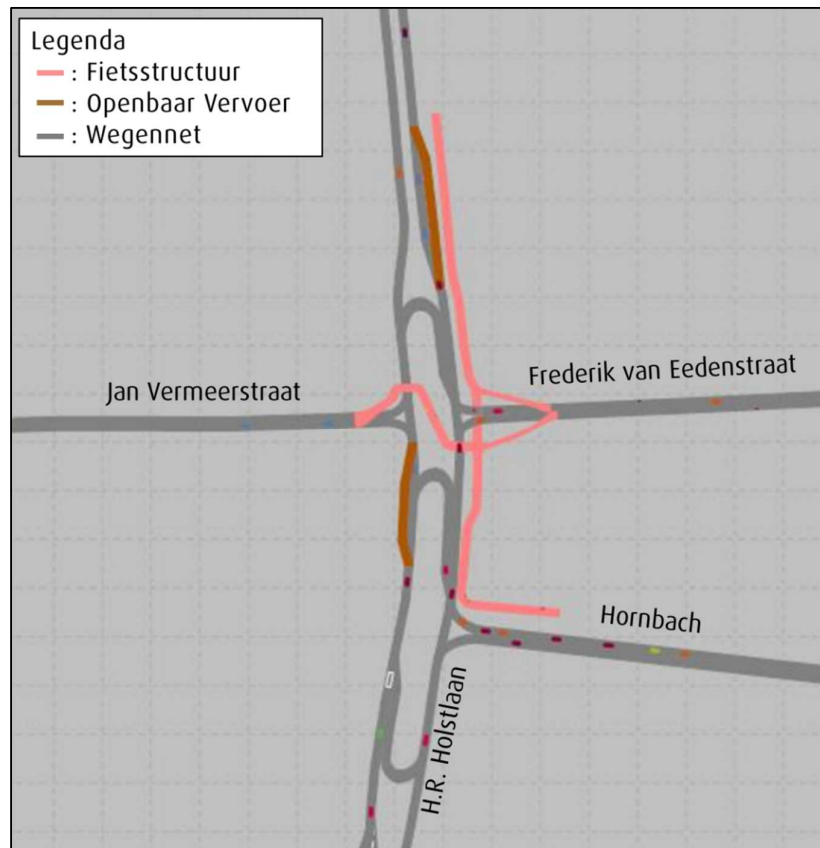 Legenda
: Fietsstructuur
: Openbaar Vervoer
: Wegennet
Frederik van Eedenstraat
Jan Vermeerstraat
Hornbach
H.R. Holstlaan